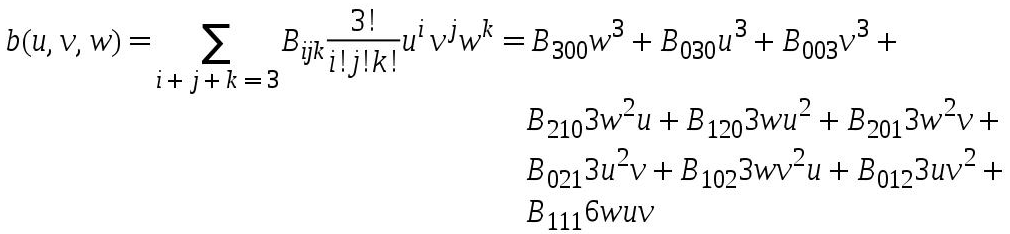 b(u, v, w) = ∑_{i + j + k = 3} B_{ijk} \frac{3!}{i!j!k!} u^i v^j w^k = B_{300}w^3 + B_{030}u^3 + B_{003}v^3 +
B_{210}3w^2u + B_{120}3wu^2 + B_{201}3w^2v +
B_{021}3u^2v + B_{102}3wv^2u + B_{012}3uv^2 +
B_{111}6wuv